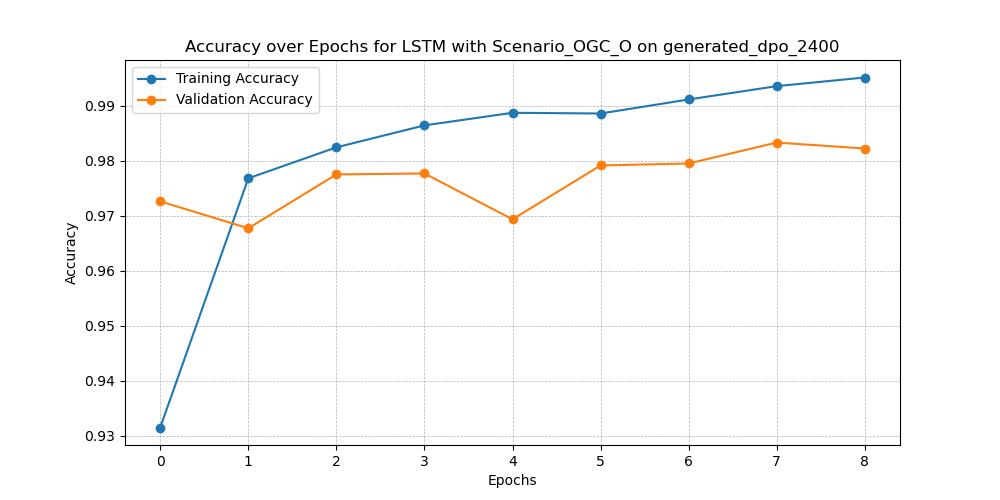 Accuracy over Epochs for LSTM with Scenario_OGC_O on generated_dpo_2400
Training Accuracy
Validation Accuracy
Accuracy
0.99
0.98
0.97
0.96
0.95
0.94
0.93
0 1 2 3 4 5 6 7 8
Epochs